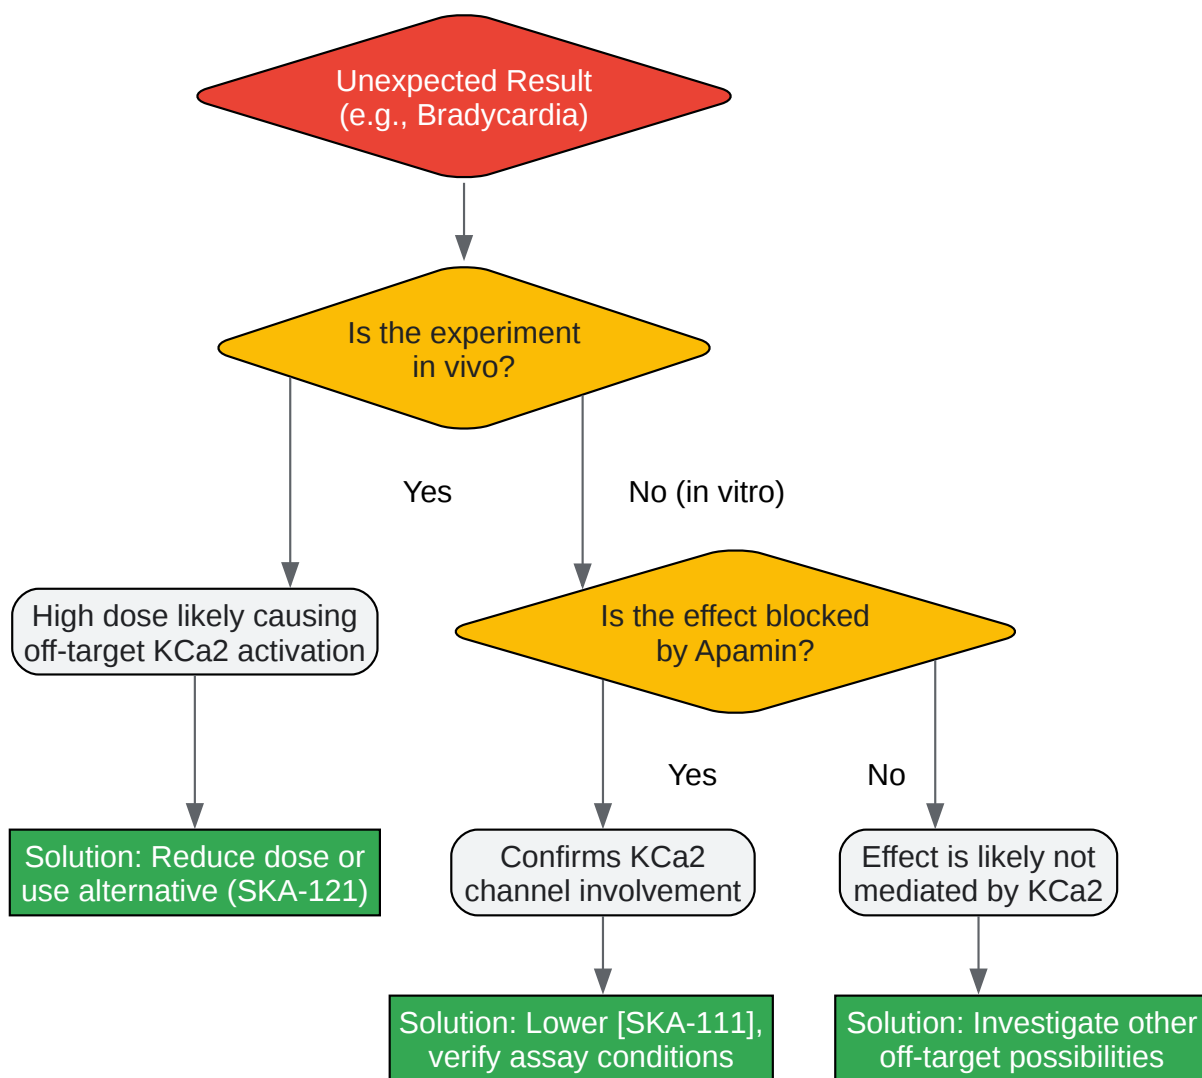 Unexpected Result
(e.g., Bradycardia)
Is the experiment
in vivo?
Yes
No (in vitro)
High dose likely causing
off-target KCa2 activation
Is the effect blocked
by Apamin?
Yes
No
Solution: Reduce dose or
use alternative (SKA-121)
Confirms KCa2
channel involvement
Effect is likely not
mediated by KCa2
Solution: Lower [SKA-111],
verify assay conditions
Solution: Investigate other
off-target possibilities